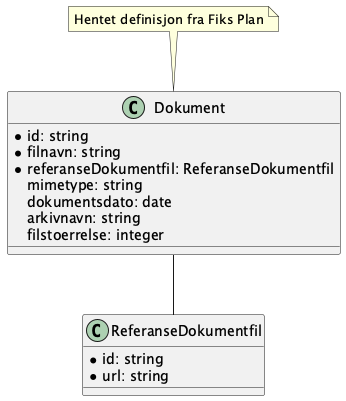 Hentet definisjon fra Fiks Plan
C Dokument
• id: string
• filnavn: string
• referanseDokumentfil: ReferanseDokumentfil
mimetype: string
dokumentsdato: date
arkivnavn: string
filstoerrelse: integer
C ReferanseDokumentfil
• id: string
• url: string